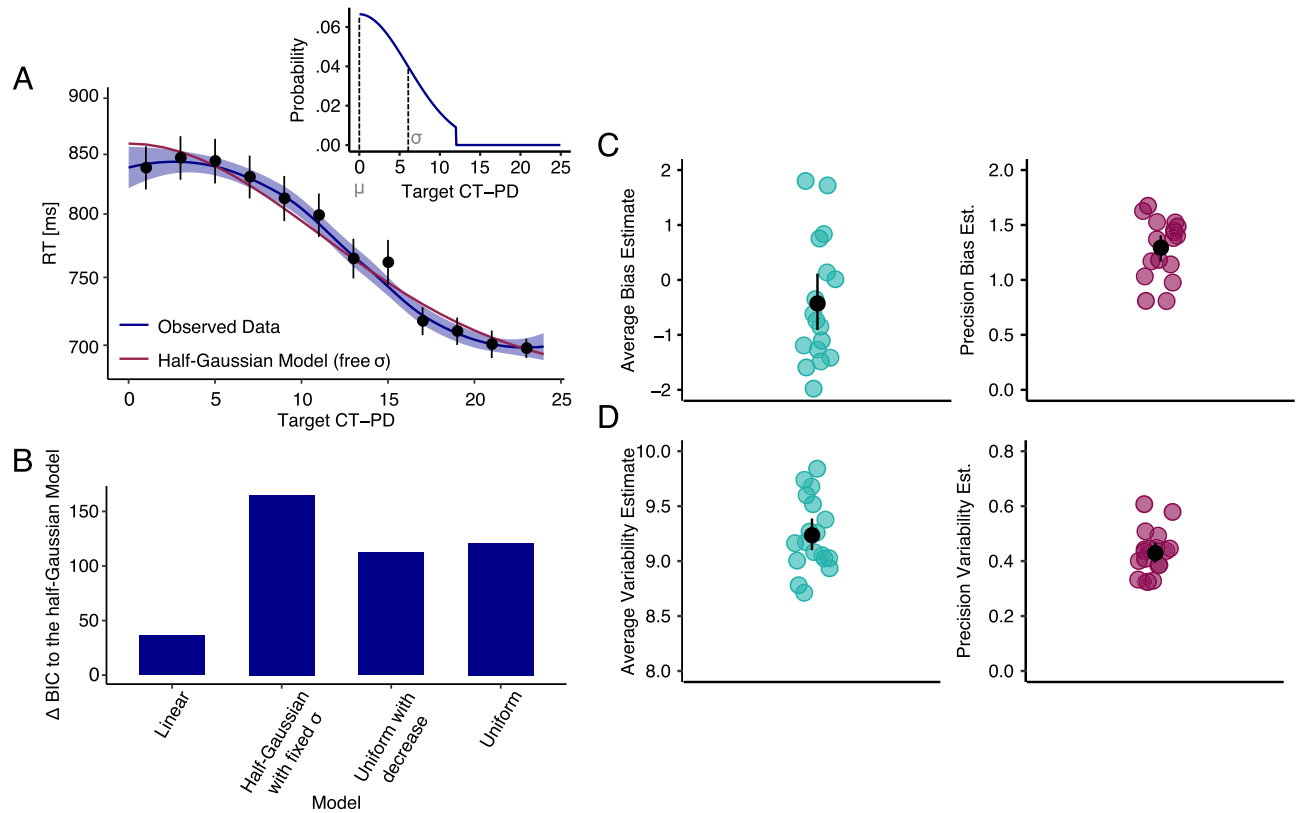 A
900
850
800
750
700
RT [ms]
Observed Data
Half-Gaussian Model (free σ)
0
5
10
15
20
25
Target CT−PD
.06
.04
.02
.00
Probability
σ
0
5
10
15
20
25
μ
Target CT−PD
B
Δ BIC to the half-Gaussian Model
150
100
50
0
Linear
Half-Gaussian
with fixed σ
Uniform with
decrease
Uniform
Model
C
Average Bias Estimate
2
1
0
−1
−2
Precision Bias Est.
2.0
1.5
1.0
0.5
0.0
D
Average Variability Estimate
10.0
9.5
9.0
8.5
8.0
Precision Variability Est.
0.8
0.6
0.4
0.2
0.0